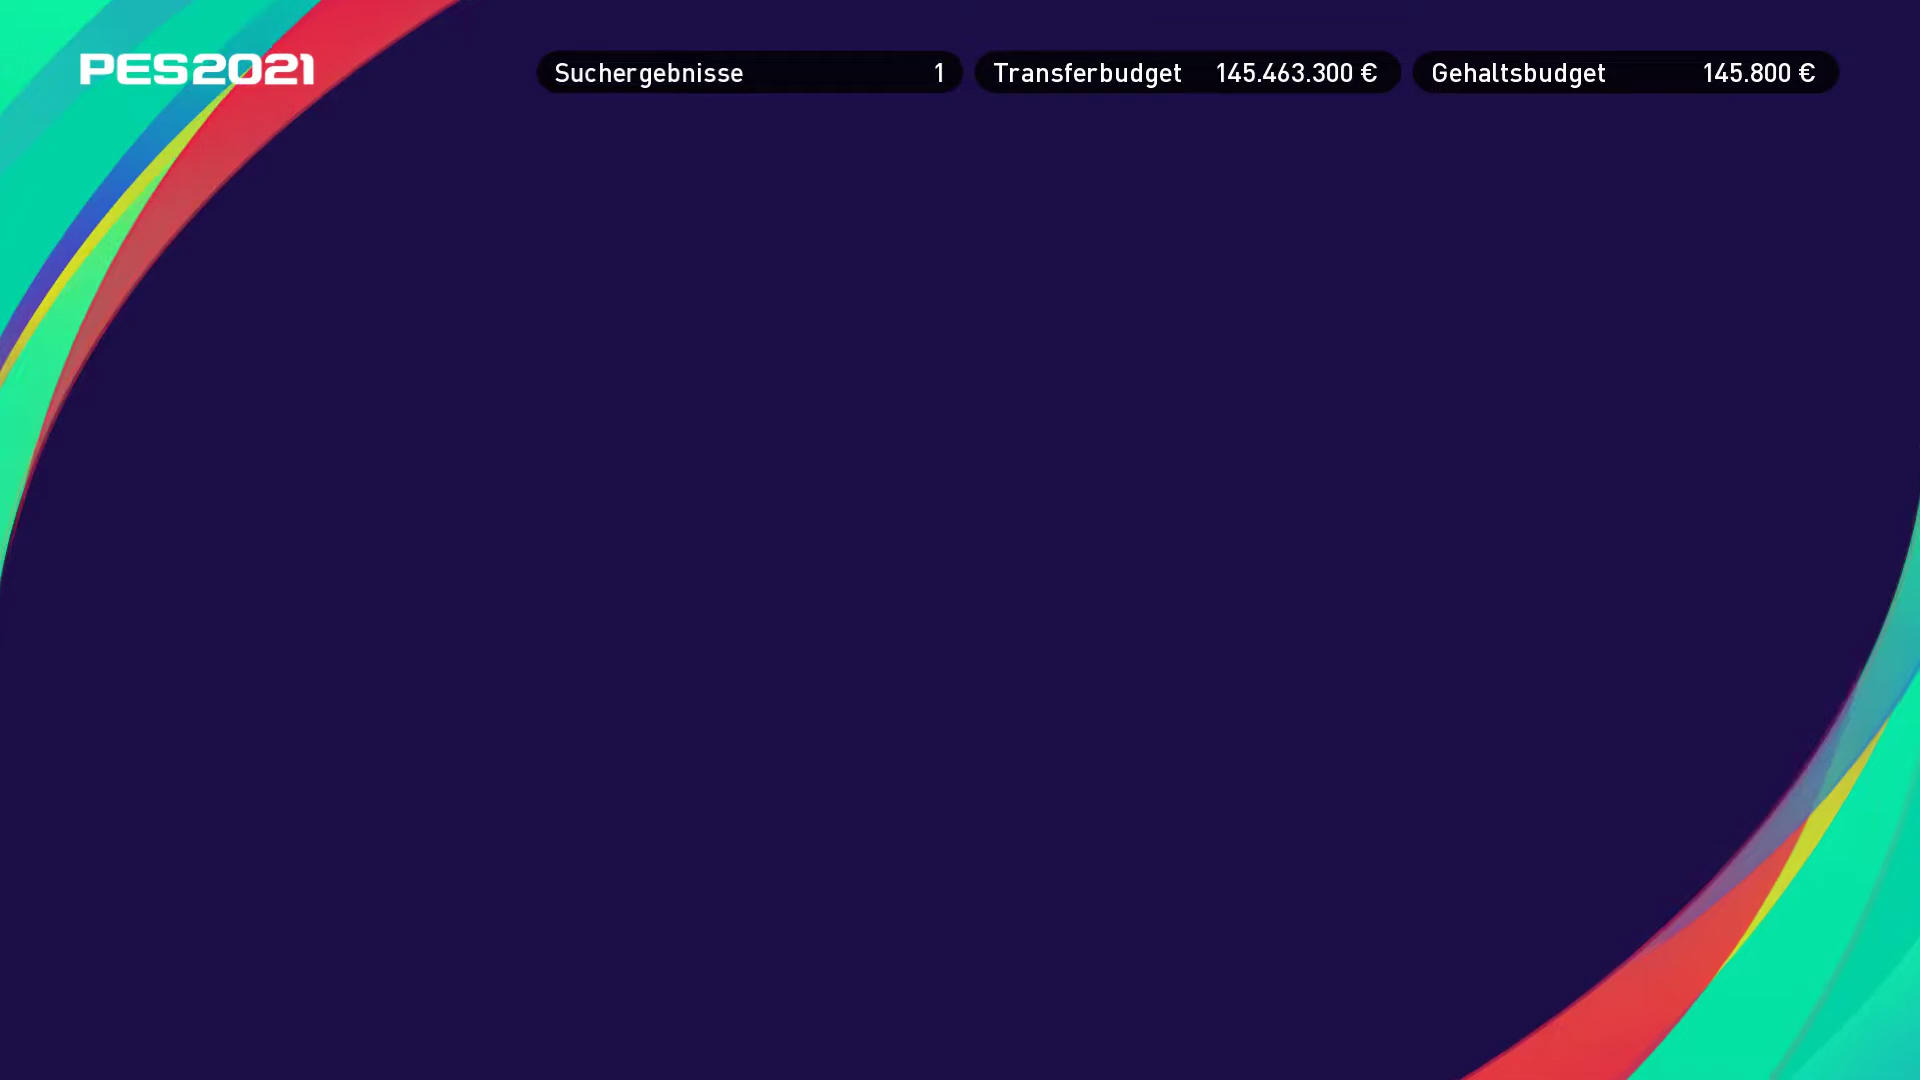 PES2021
Suchergebnisse 1
Transferbudget 145.463.300 €
Gehaltsbudget 145.800 €